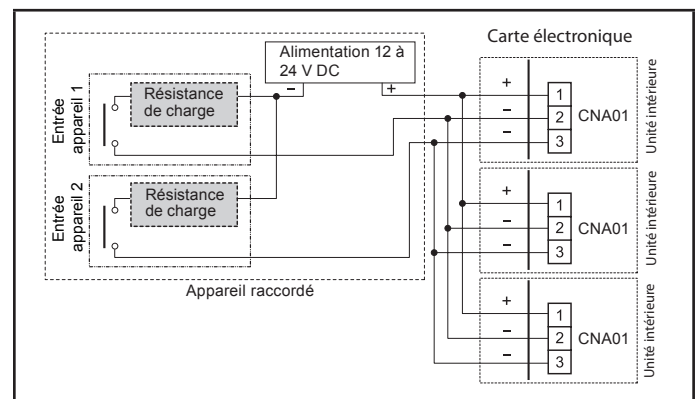 Carte électronique
Alimentation 12 à
24 V DC
–
+
Entrée
appareil 1
Résistance
de charge
Entrée
appareil 2
Résistance
de charge
Appareil raccordé
+
–
–
1
2
3
CNA01
Unité intérieure
+
–
–
1
2
3
CNA01
Unité intérieure
+
–
–
1
2
3
CNA01
Unité intérieure